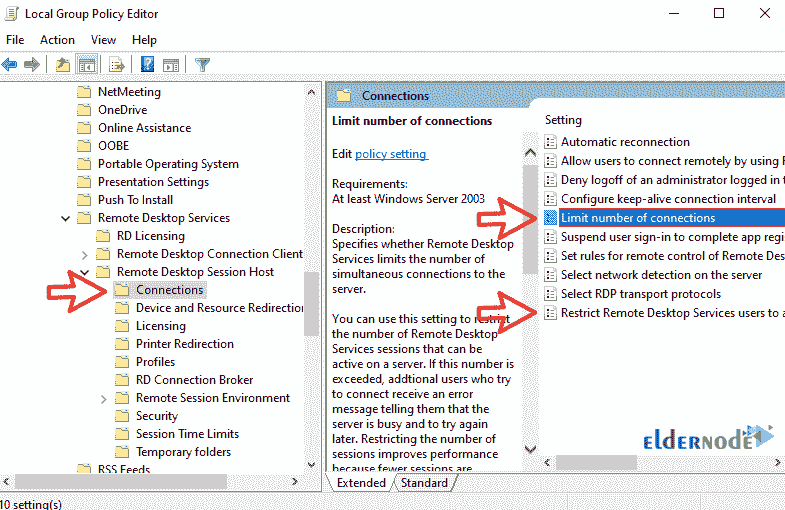 Local Group Policy Editor
File Action View Help
NetMeeting
OneDrive
Online Assistance
OOBE
Portable Operating System
Presentation Settings
Push To Install
Remote Desktop Services
RD Licensing
Remote Desktop Connection Client
Remote Desktop Session Host
Connections
Device and Resource Redirection
Licensing
Printer Redirection
Profiles
RD Connection Broker
Remote Session Environment
Security
Session Time Limits
Temporary folders
RSS Feeds
Connections
Limit number of connections
Edit policy setting
Requirements:
At least Windows Server 2003
Description:
Specifies whether Remote Desktop
Services limits the number of
simultaneous connections to the
server.
You can use this setting to restrict
the number of Remote Desktop
Services sessions that can be
active on a server. If this number is
exceeded, addtional users who try
to connect receive an error
message telling them that the
server is busy and to try again
later. Restricting the number of
sessions improves performance
because fewer sessions are
Setting
Automatic reconnection
Allow users to connect remotely by using
Deny logoff of an administrator logged in
Configure keep-alive connection interval
Limit number of connections
Suspend user sign-in to complete app regi
Set rules for remote control of Remote Des
Select network detection on the server
Select RDP transport protocols
Restrict Remote Desktop Services users to a
eldernode
Extended Standard
10 setting(s)